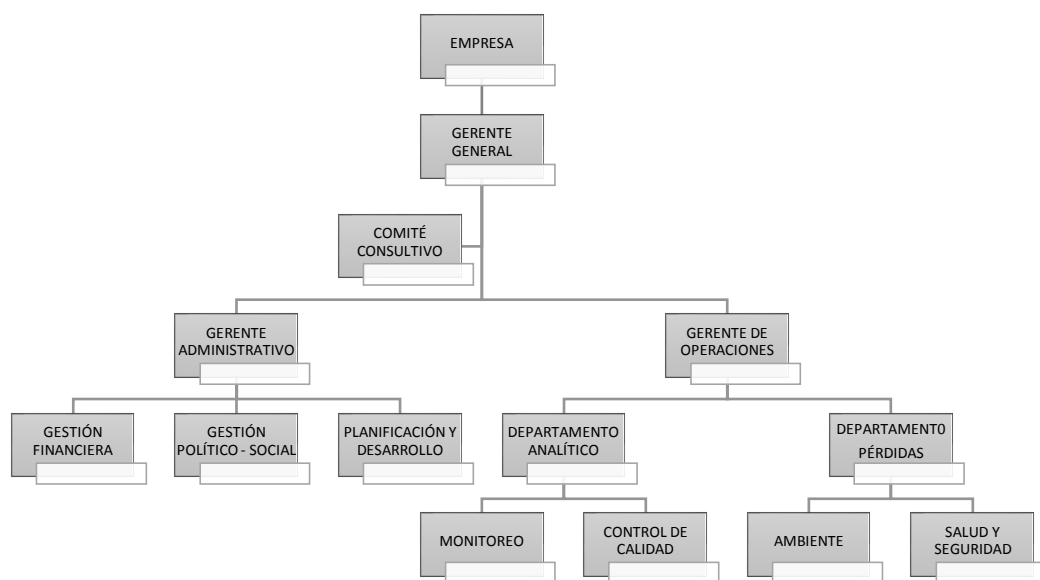 EMPRESA
GERENTE
GENERAL
COMITÉ
CONSULTIVO
GERENTE
ADMINISTRATIVO
GERENTE DE
OPERACIONES
GESTIÓN
FINANCIERA
GESTIÓN
POLÍTICO - SOCIAL
PLANIFICACIÓN Y
DESARROLLO
DEPARTAMENTO
ANALÍTICO
DEPARTAMENT0
PÉRDIDAS
MONITOREO
CONTROL DE
CALIDAD
AMBIENTE
SALUD Y
SEGURIDAD